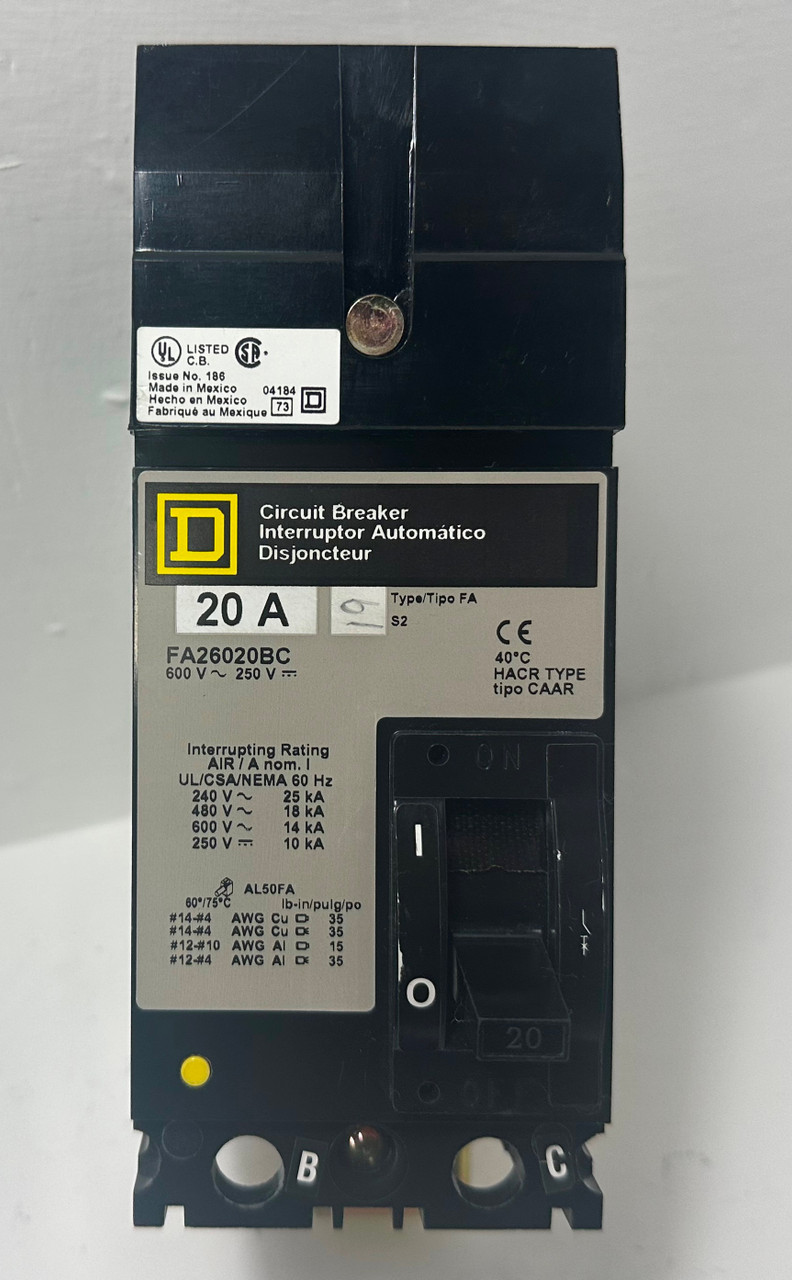 UL LISTED SA
C.B.
Issue No. 186
Made in Mexico 04184
Hecho en Mexico 73 D
Fabriqué au Mexique
D
Circuit Breaker
Interruptor Automático
Disjoncteur
20 A
19
Type/Tipo FA
S2
FA26020BC
600 V ~ 250 V ⎓
CE
40°C
HACR TYPE
tipo CAAR
Interrupting Rating
AIR / A nom. I
UL/CSA/NEMA 60 Hz
240 V ~ 25 kA
480 V ~ 18 kA
600 V ~ 14 kA
250 V ⎓ 10 kA
AL50FA
60°/75°C lb-in/pulg/po
#14-#4 AWG Cu 35
#14-#4 AWG Cu 35
#12-#10 AWG Al 15
#12-#4 AWG Al 35
ON
I
O
20
OFF
B
C